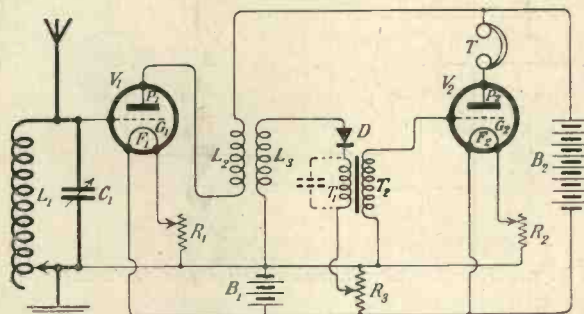 T
V₁
P₁
G₁
F₁
V₂
P₂
G₂
F₂
L₁
C₁
L₂
L₃
D
T₁
T₂
B₂
R₁
R₂
B₁
R₃